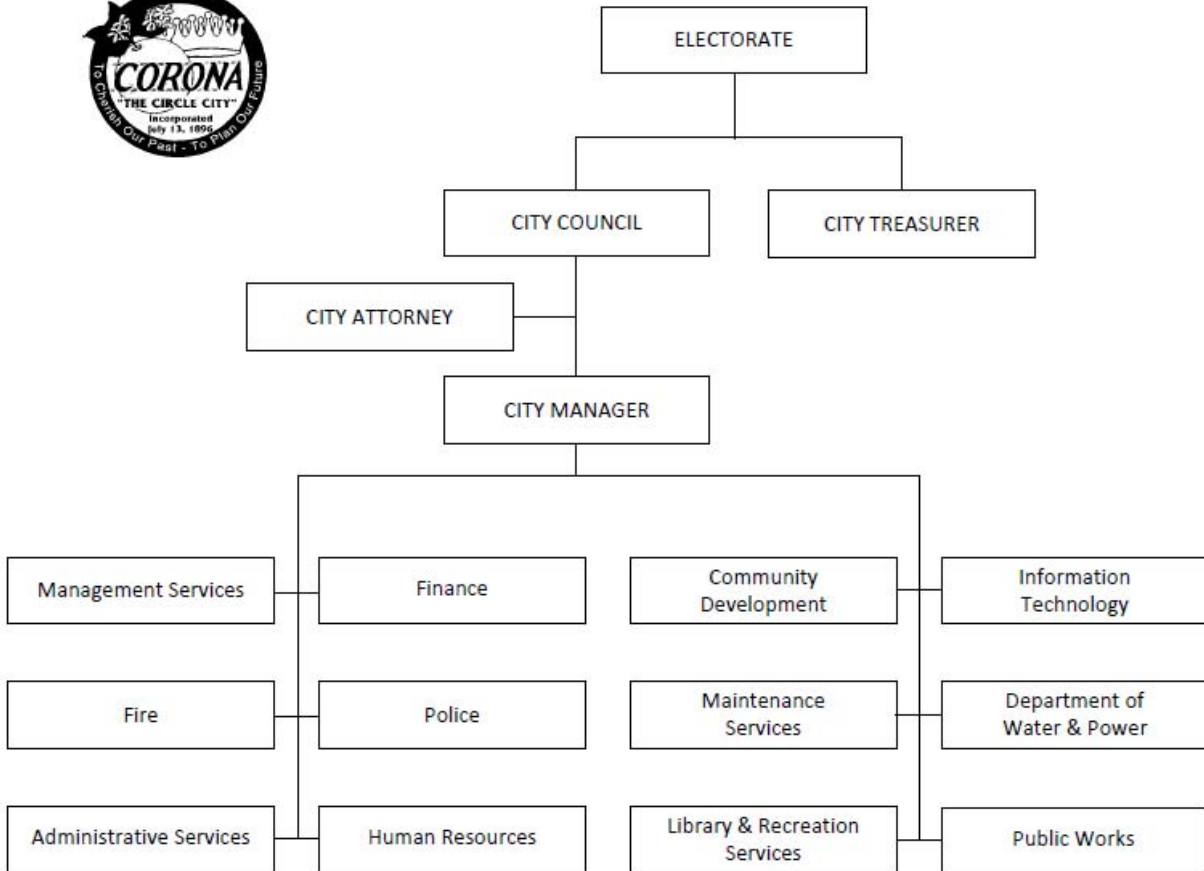 CORONA
"THE CIRCLE CITY"
Incorporated
July 13, 1896
To Cherish Our Past - To Plan Our Future
ELECTORATE
CITY COUNCIL
CITY TREASURER
CITY ATTORNEY
CITY MANAGER
Management Services
Finance
Community
Development
Information
Technology
Fire
Police
Maintenance
Services
Department of
Water & Power
Administrative Services
Human Resources
Library & Recreation
Services
Public Works